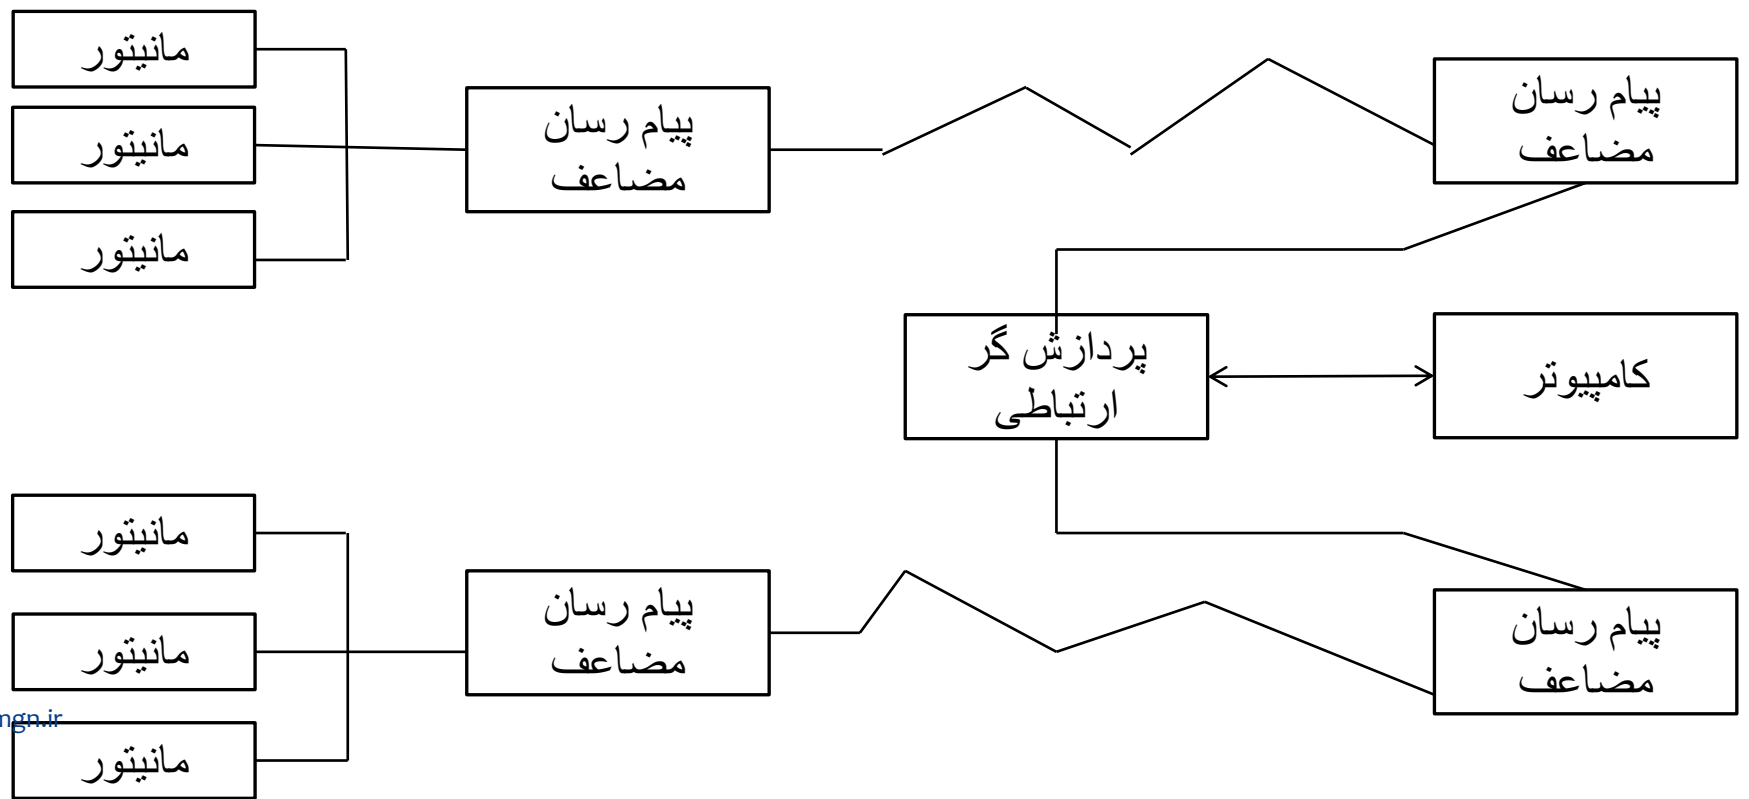 مانیتور
مانیتور
مانیتور
پیام رسان
مضاعف
پیام رسان
مضاعف
پردازش گر
ارتباطی
کامپیوتر
مانیتور
مانیتور
مانیتور
پیام رسان
مضاعف
پیام رسان
مضاعف
ngn.ir